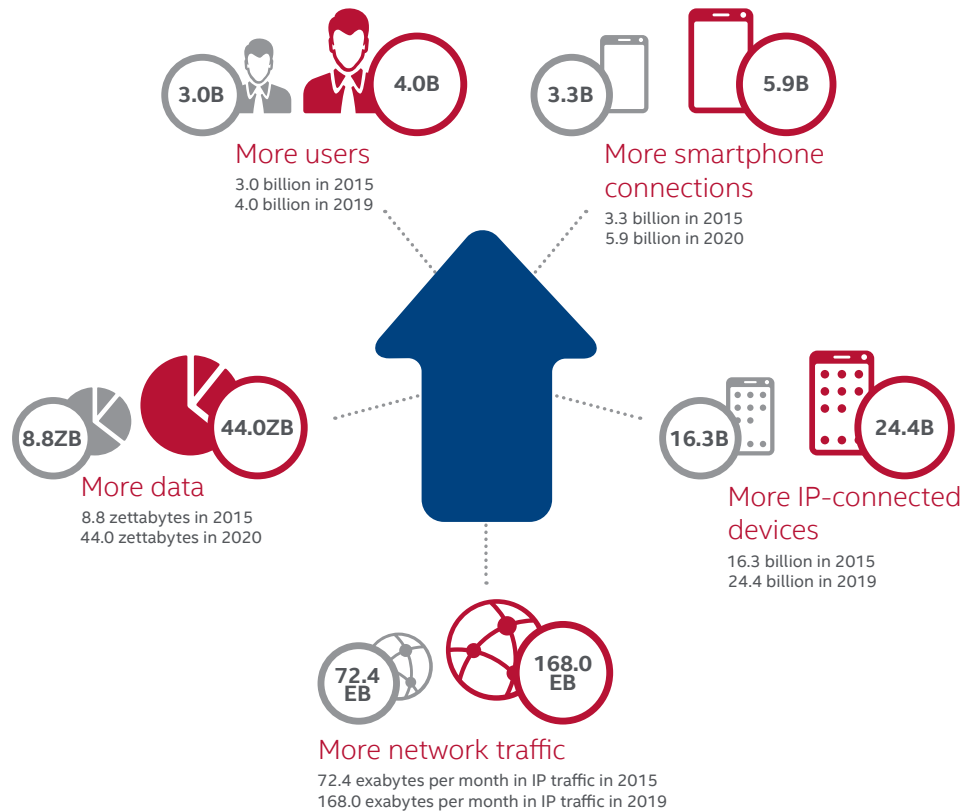 3.0B
4.0B
More users
3.0 billion in 2015
4.0 billion in 2019
3.3B
5.9B
More smartphone
connections
3.3 billion in 2015
5.9 billion in 2020
8.8ZB
44.0ZB
More data
8.8 zettabytes in 2015
44.0 zettabytes in 2020
16.3B
24.4B
More IP-connected
devices
16.3 billion in 2015
24.4 billion in 2019
72.4
EB
168.0
EB
More network traffic
72.4 exabytes per month in IP traffic in 2015
168.0 exabytes per month in IP traffic in 2019